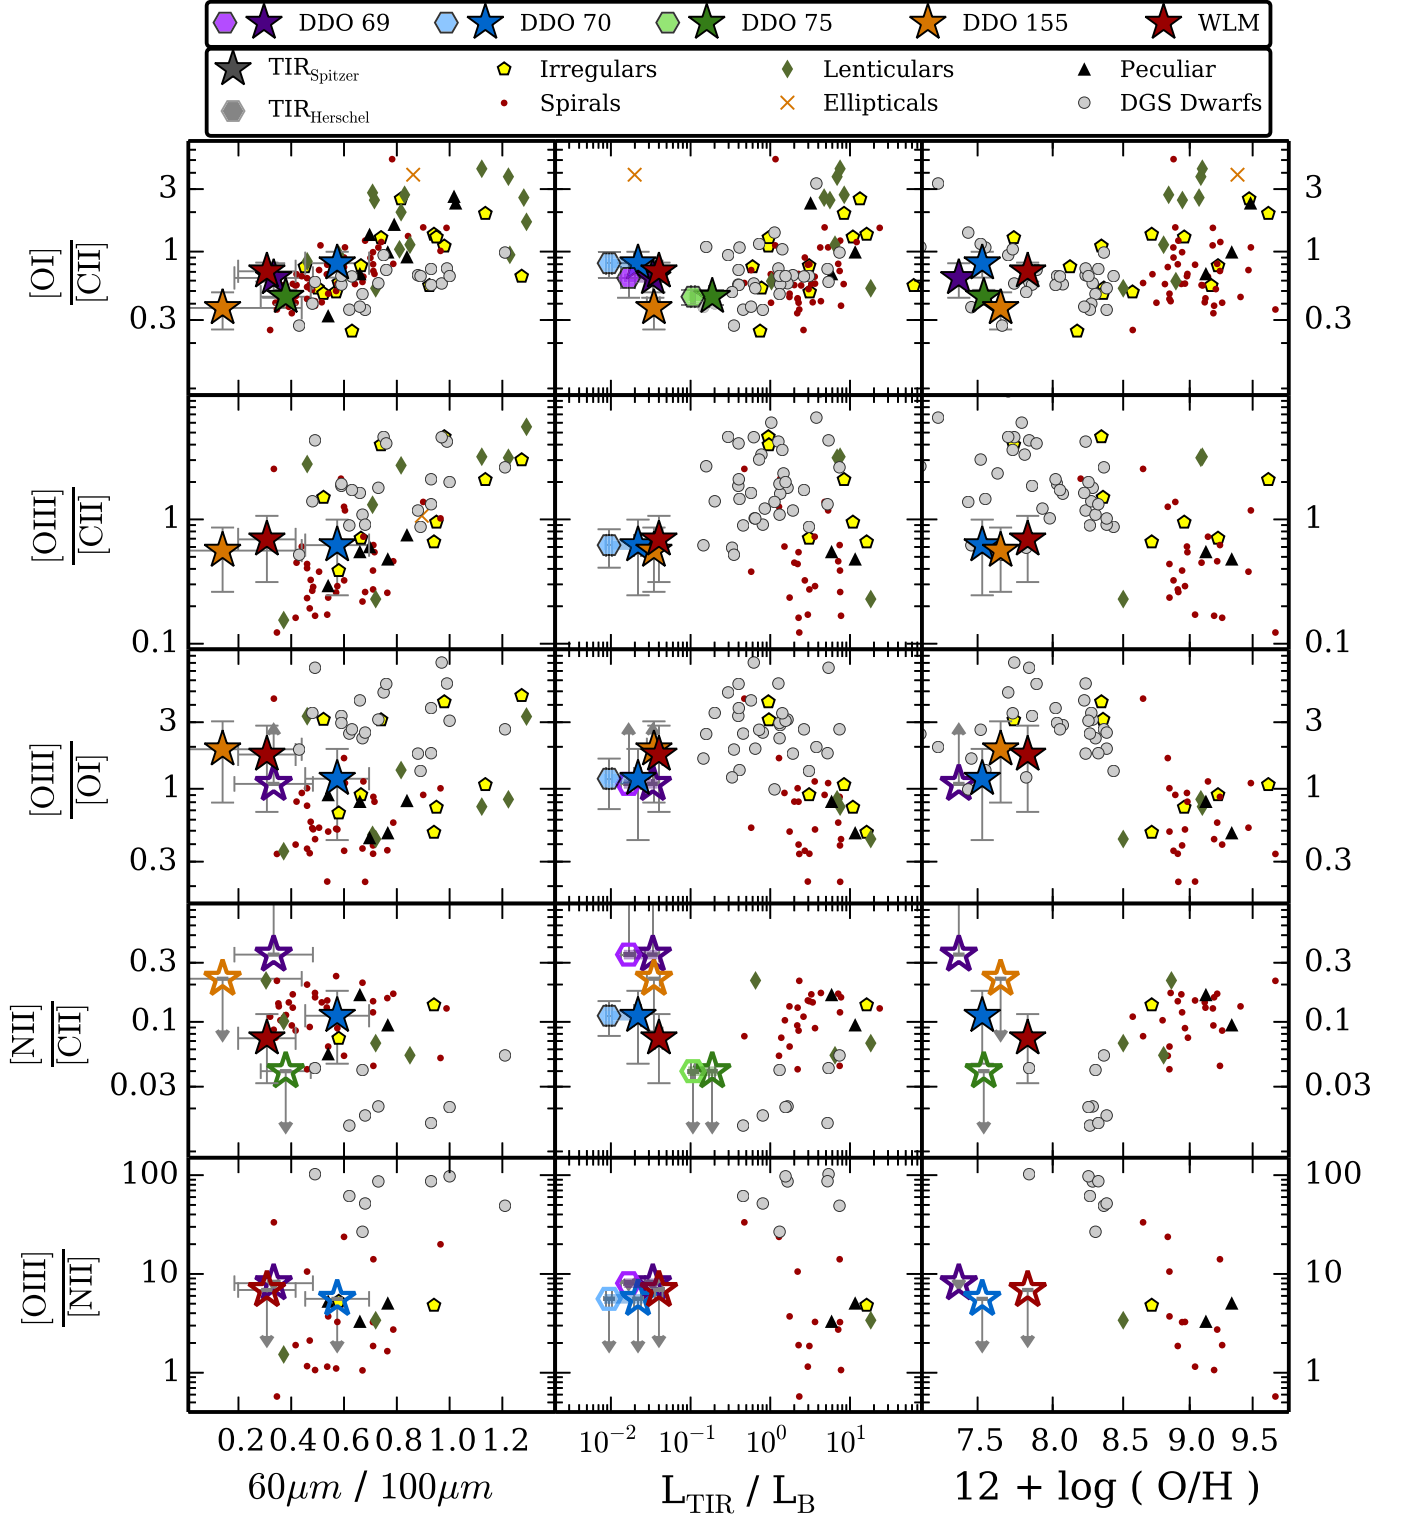 DDO 69 DDO 70 DDO 75 DDO 155 WLM
TIR_Spitzer Irregulars Lenticulars Peculiar
TIR_Herschel Spirals Ellipticals DGS Dwarfs
[OI]
[CII]
3 1 0.3
3 1 0.3
[OIII]
[CII]
1 0.1
1 0.1
[OIII]
[OI]
3 1 0.3
3 1 0.3
[NII]
[CII]
0.3 0.1 0.03
0.3 0.1 0.03
[OIII]
[NII]
100 10 1
100 10 1
0.2 0.4 0.6 0.8 1.0 1.2
10⁻² 10⁻¹ 10⁰ 10¹
7.5 8.0 8.5 9.0 9.5
60μm / 100μm
L_TIR / L_B
12 + log ( O/H )